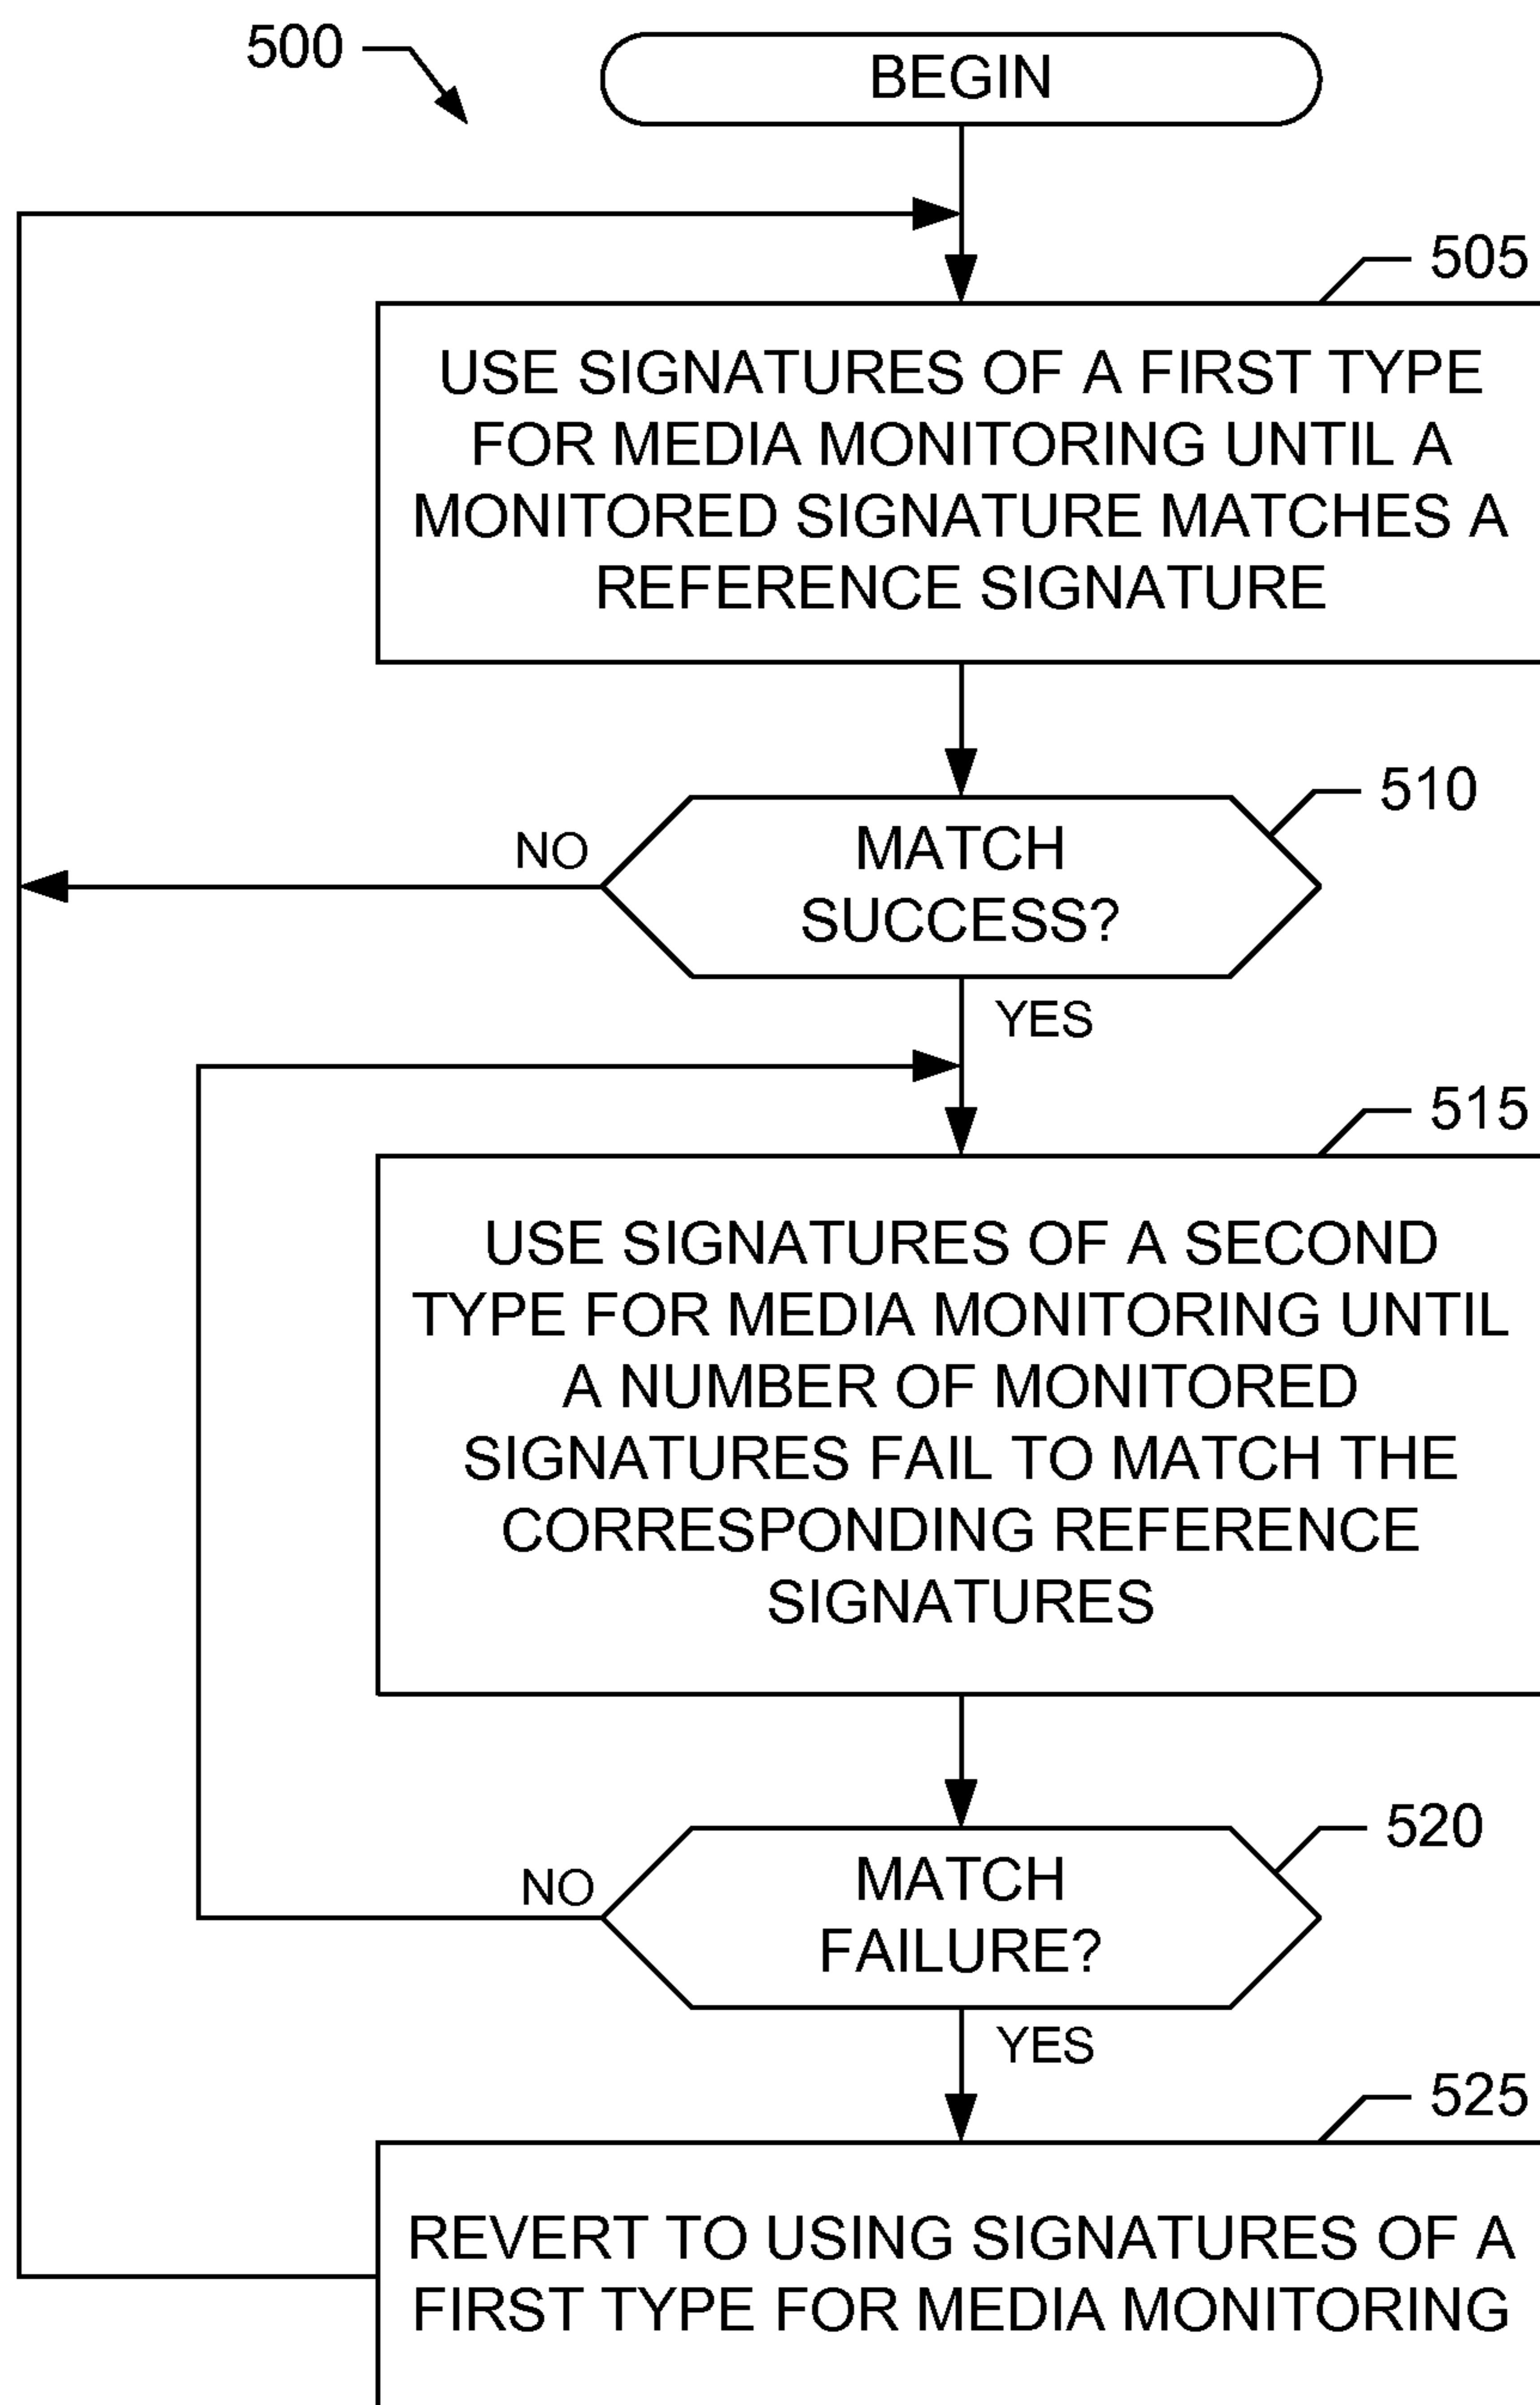 500
BEGIN
505
USE SIGNATURES OF A FIRST TYPE
FOR MEDIA MONITORING UNTIL A
MONITORED SIGNATURE MATCHES A
REFERENCE SIGNATURE
510
NO
MATCH
SUCCESS?
YES
515
USE SIGNATURES OF A SECOND
TYPE FOR MEDIA MONITORING UNTIL
A NUMBER OF MONITORED
SIGNATURES FAIL TO MATCH THE
CORRESPONDING REFERENCE
SIGNATURES
520
NO
MATCH
FAILURE?
YES
525
REVERT TO USING SIGNATURES OF A
FIRST TYPE FOR MEDIA MONITORING